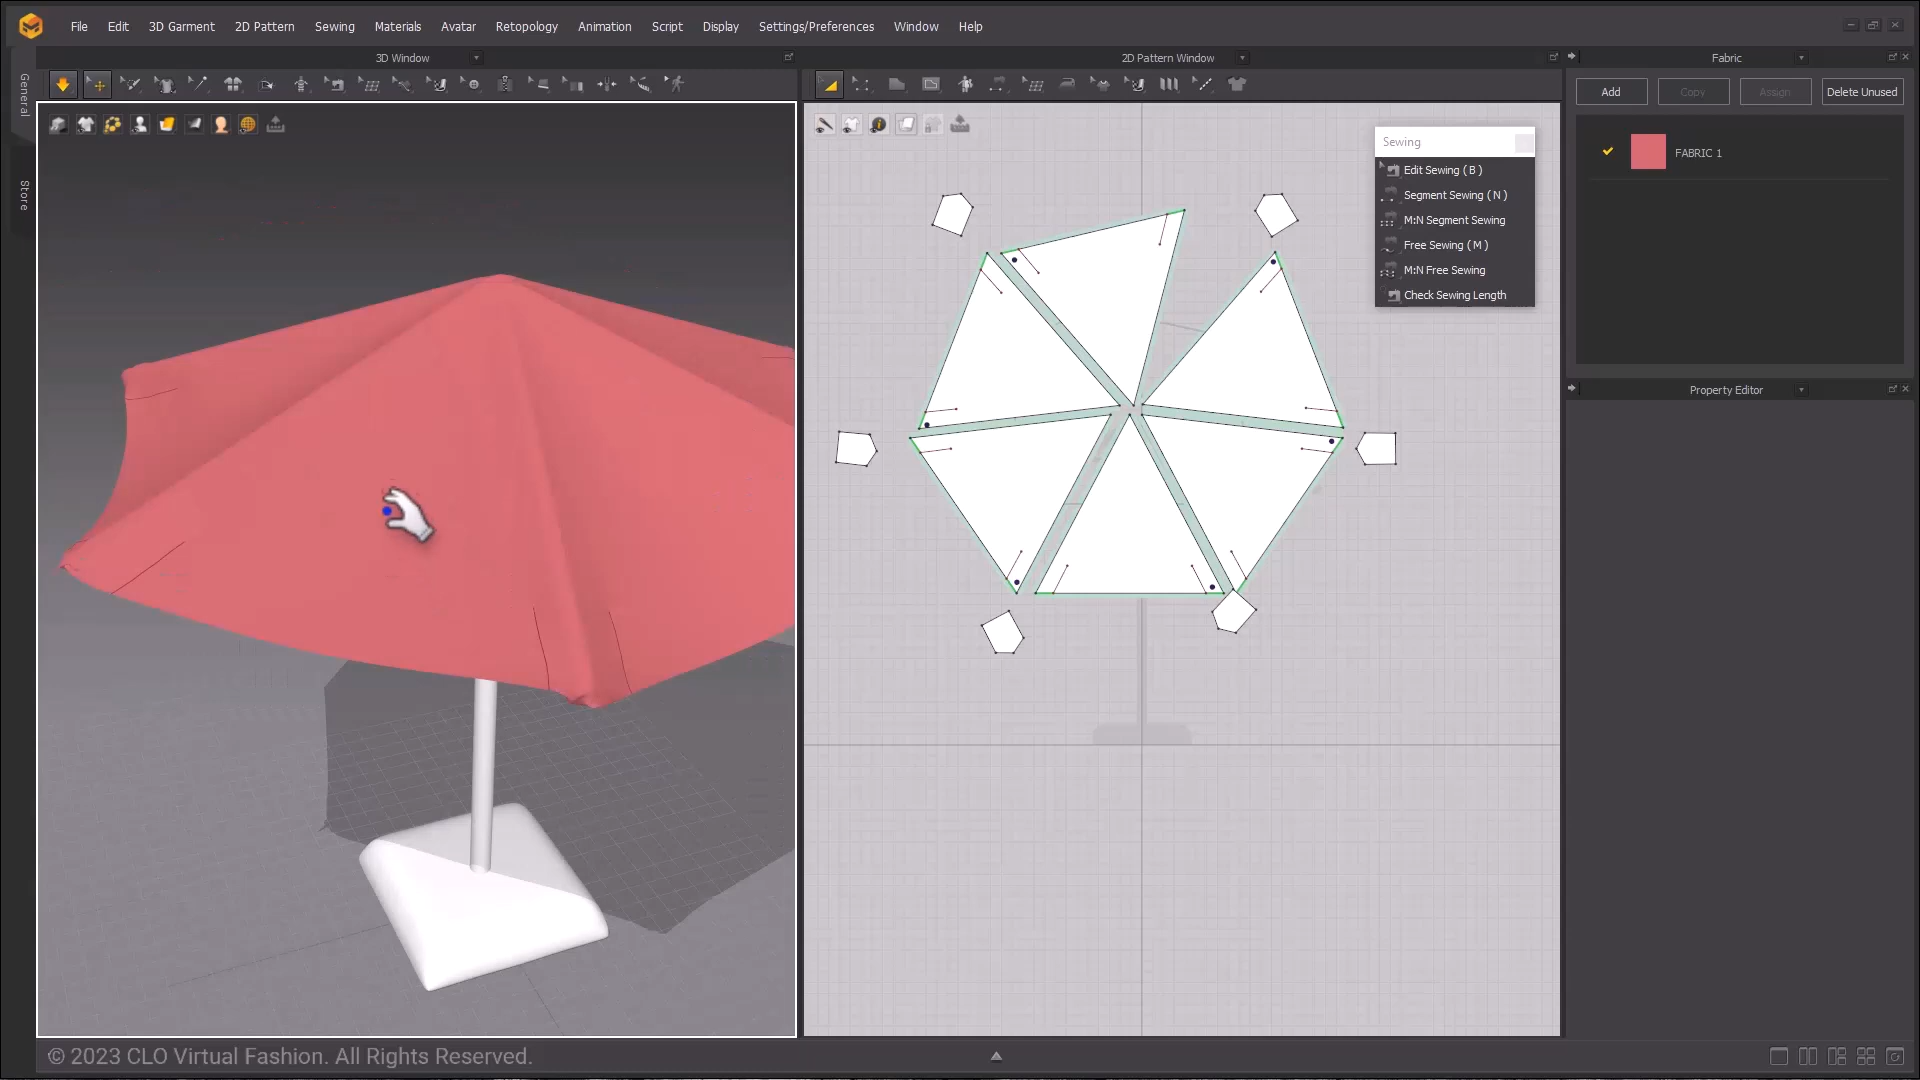 File Edit 3D Garment 2D Pattern Sewing Materials Avatar Retopology Animation Script Display Settings/Preferences Window Help
General
Store
3D Window
2D Pattern Window
Fabric
Add Copy Assign Delete Unused
FABRIC 1
Sewing
Edit Sewing ( B )
Segment Sewing ( N )
M:N Segment Sewing
Free Sewing ( M )
M:N Free Sewing
Check Sewing Length
Property Editor
© 2023 CLO Virtual Fashion. All Rights Reserved.